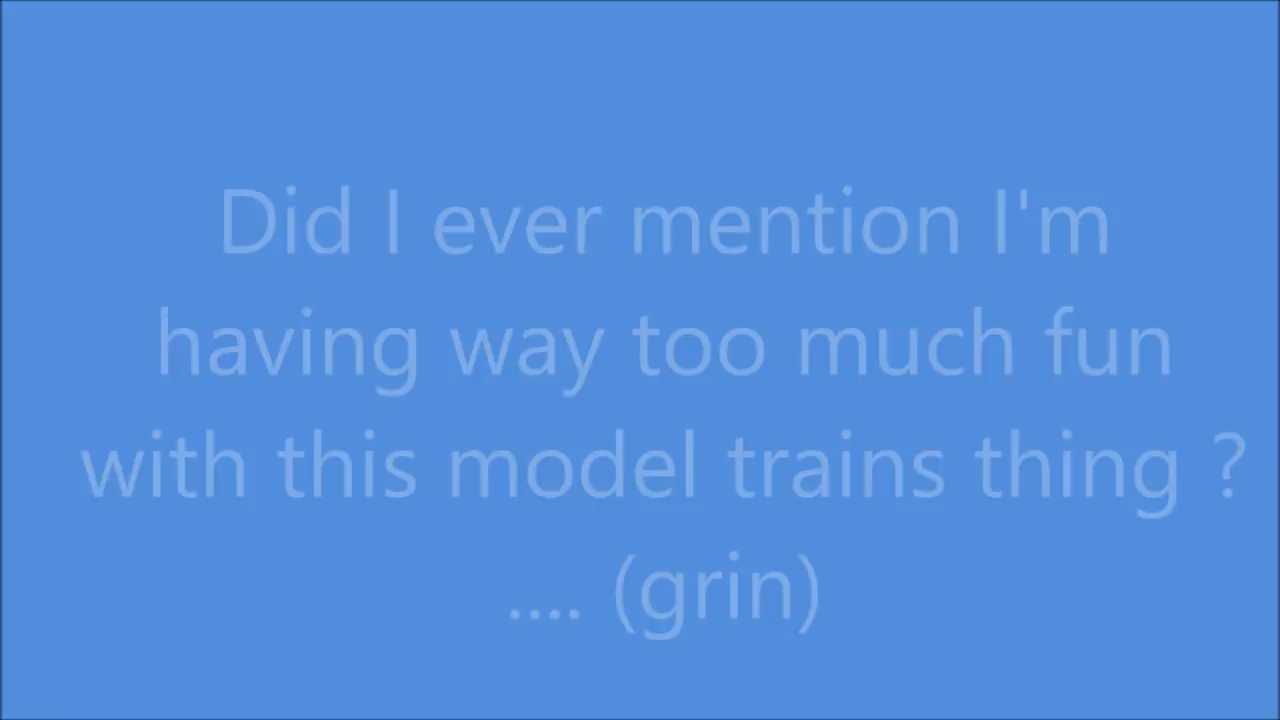 Did I ever mention I'm
having way too much fun
with this model trains thing ?
.... (grin)